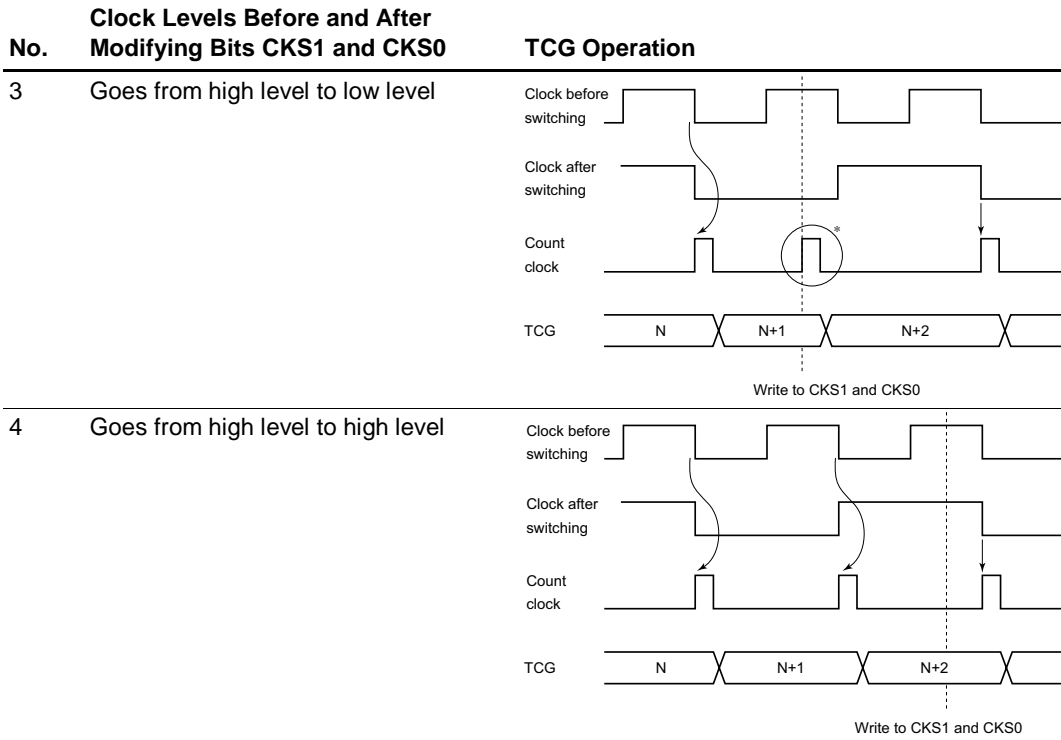 Clock Levels Before and After
No. Modifying Bits CKS1 and CKS0 TCG Operation
3 Goes from high level to low level
Clock before
switching
Clock after
switching
Count
clock
*
TCG N N+1 N+2
Write to CKS1 and CKS0
4 Goes from high level to high level
Clock before
switching
Clock after
switching
Count
clock
TCG N N+1 N+2
Write to CKS1 and CKS0